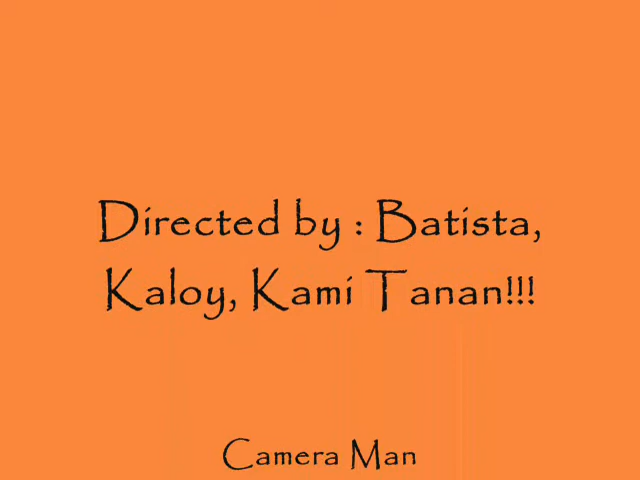 Directed by : Batista,
Kaloy, Kami Tanan!!!
Camera Man